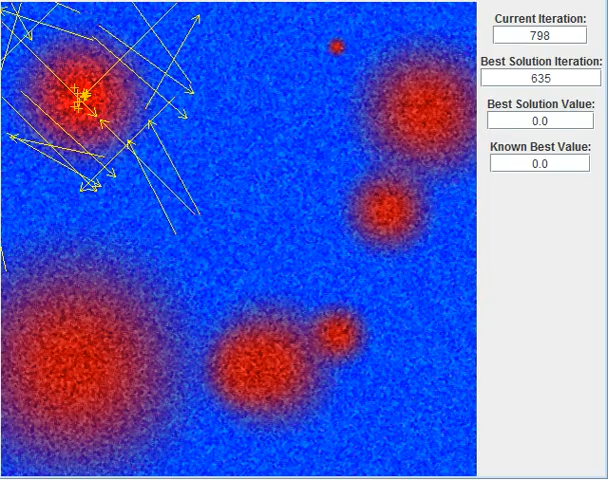 Current Iteration:
798
Best Solution Iteration:
635
Best Solution Value:
0.0
Known Best Value:
0.0